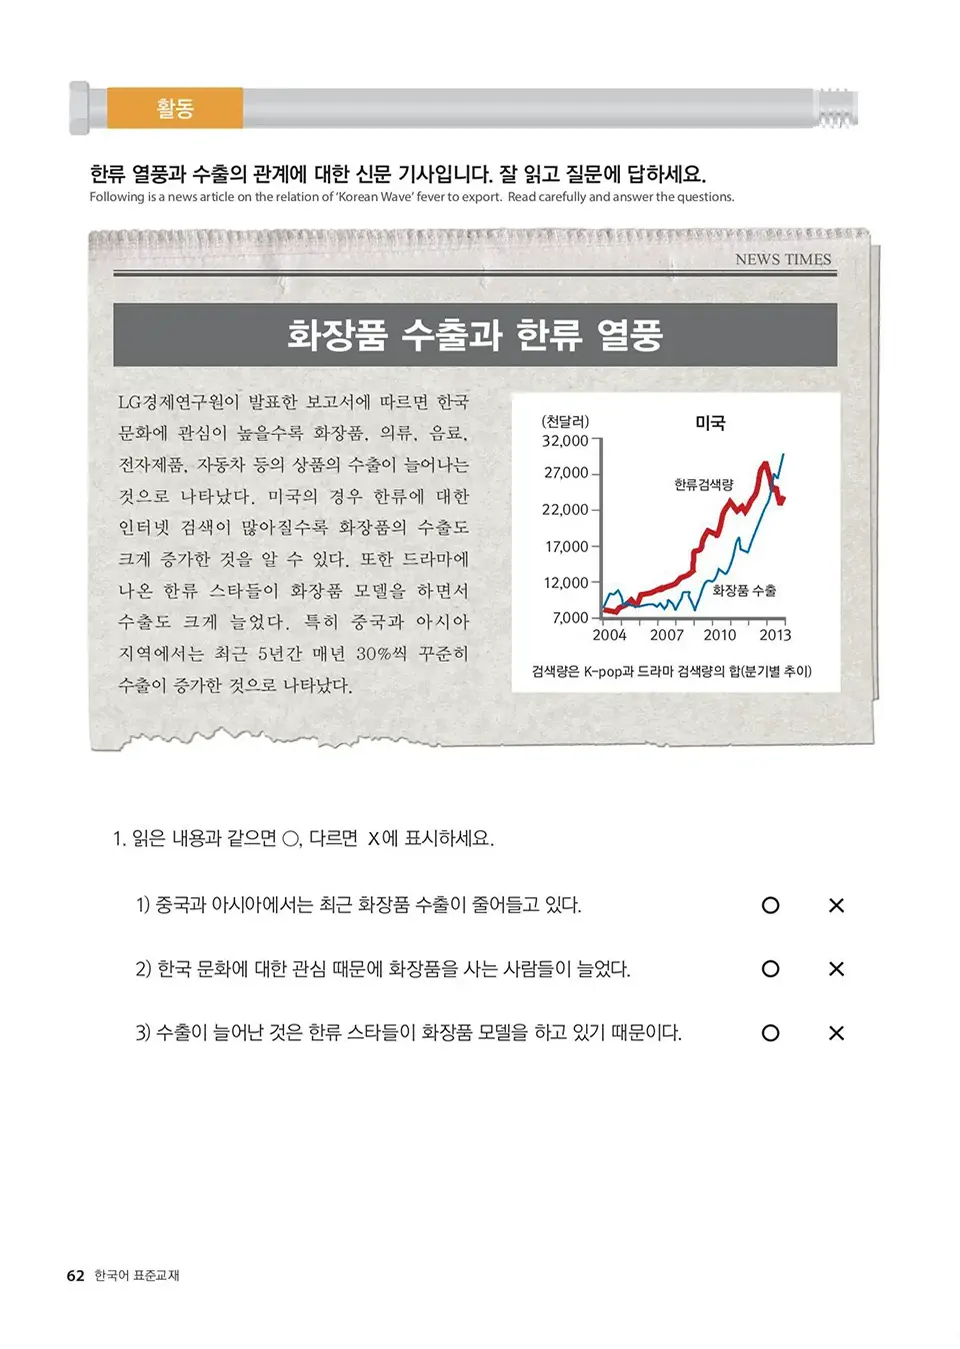 활동
한류 열풍과 수출의 관계에 대한 신문 기사입니다. 잘 읽고 질문에 답하세요.
Following is a news article on the relation of ‘Korean Wave’ fever to export. Read carefully and answer the questions.
NEWS TIMES
화장품 수출과 한류 열풍
LG경제연구원이 발표한 보고서에 따르면 한국
문화에 관심이 높을수록 화장품, 의류, 음료,
전자제품, 자동차 등의 상품의 수출이 늘어나는
것으로 나타났다. 미국의 경우 한류에 대한
인터넷 검색이 많아질수록 화장품의 수출도
크게 증가한 것을 알 수 있다. 또한 드라마에
나온 한류 스타들이 화장품 모델을 하면서
수출도 크게 늘었다. 특히 중국과 아시아
지역에서는 최근 5년간 매년 30%씩 꾸준히
수출이 증가한 것으로 나타났다.
(천달러)
미국
32,000
27,000
22,000
17,000
12,000
7,000
한류검색량
화장품 수출
2004 2007 2010 2013
검색량은 K-pop과 드라마 검색량의 합(분기별 추이)
1. 읽은 내용과 같으면 ○, 다르면 X에 표시하세요.
1) 중국과 아시아에서는 최근 화장품 수출이 줄어들고 있다. ○ ×
2) 한국 문화에 대한 관심 때문에 화장품을 사는 사람들이 늘었다. ○ ×
3) 수출이 늘어난 것은 한류 스타들이 화장품 모델을 하고 있기 때문이다. ○ ×
62 한국어 표준교재